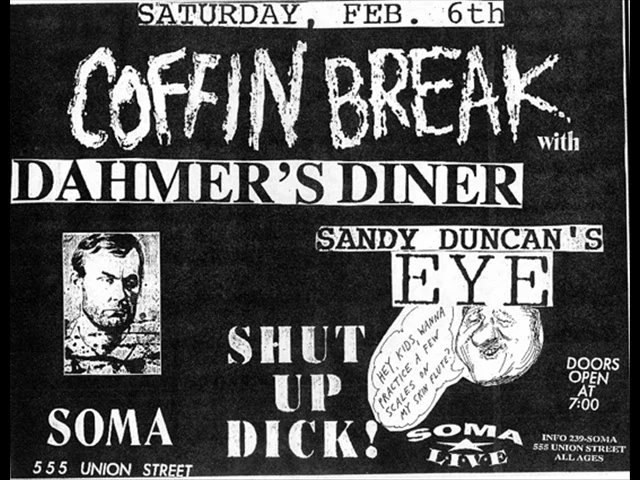 SATURDAY, FEB. 6th
COFFIN BREAK
with
DAHMER'S DINER
SANDY DUNCAN'S
EYE
HEY, KIDS, WANNA
PRACTICE A FEW
SCALES ON
MY SKIN FLUTE?
SHUT
UP
DICK!
DOORS
OPEN
AT
7:00
SOMA
555 UNION STREET
SOMA
LIVE
INFO 239-SOMA
555 UNION STREET
ALL AGES